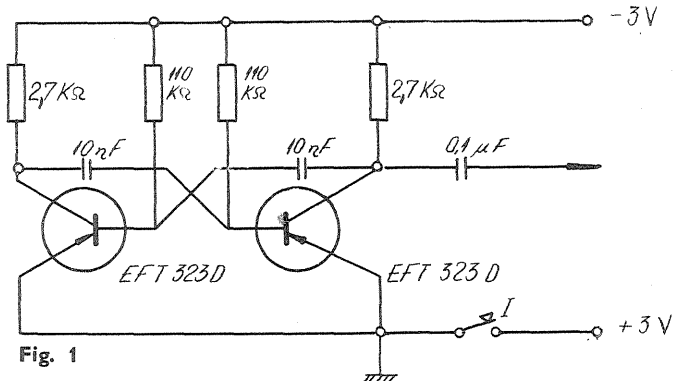 - 3 V
2,7 KΩ
110
KΩ
110
KΩ
2,7 KΩ
10 nF
10 nF
0,1 μF
EFT 323 D
EFT 323 D
I
+ 3 V
Fig. 1